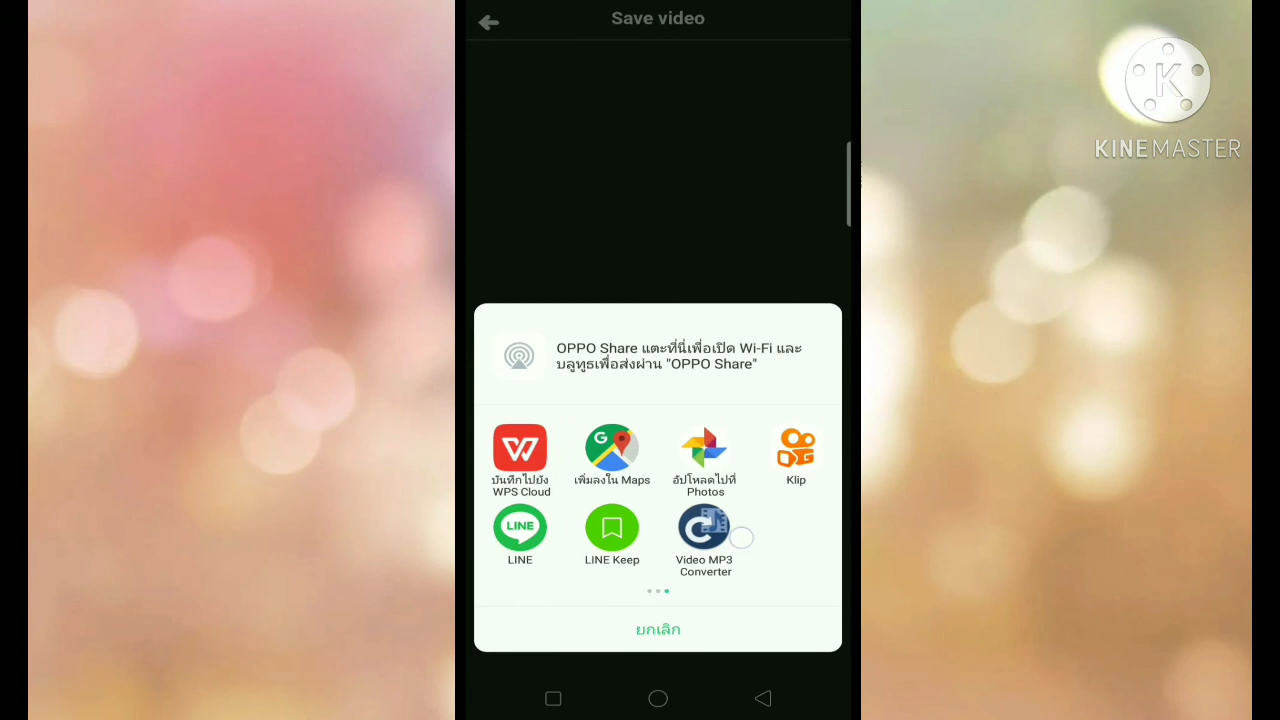 Save video
K
KINEMASTER
OPPO Share แตะที่นี่เพื่อเปิด Wi-Fi และ
บลูทูธเพื่อส่งผ่าน "OPPO Share"
บันทึกไปยัง
WPS Cloud
เพิ่มลงใน Maps
อัปโหลดไปที่
Photos
Klip
LINE
LINE
LINE Keep
Video MP3
Converter
ยกเลิก